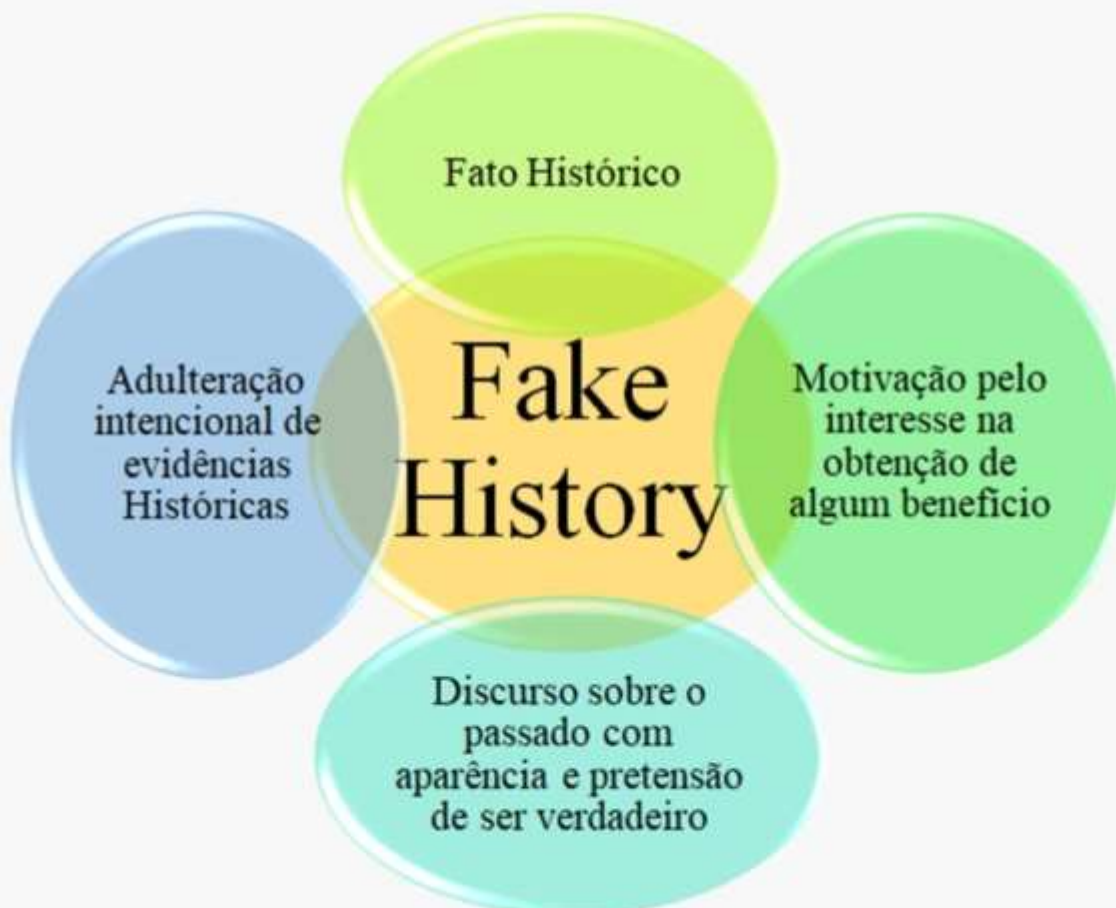 Fato Histórico
Adulteração
intencional de
evidências
Históricas
Fake
History
Motivação pelo
interesse na
obtenção de
algum benefício
Discurso sobre o
passado com
aparência e pretensão
de ser verdadeiro